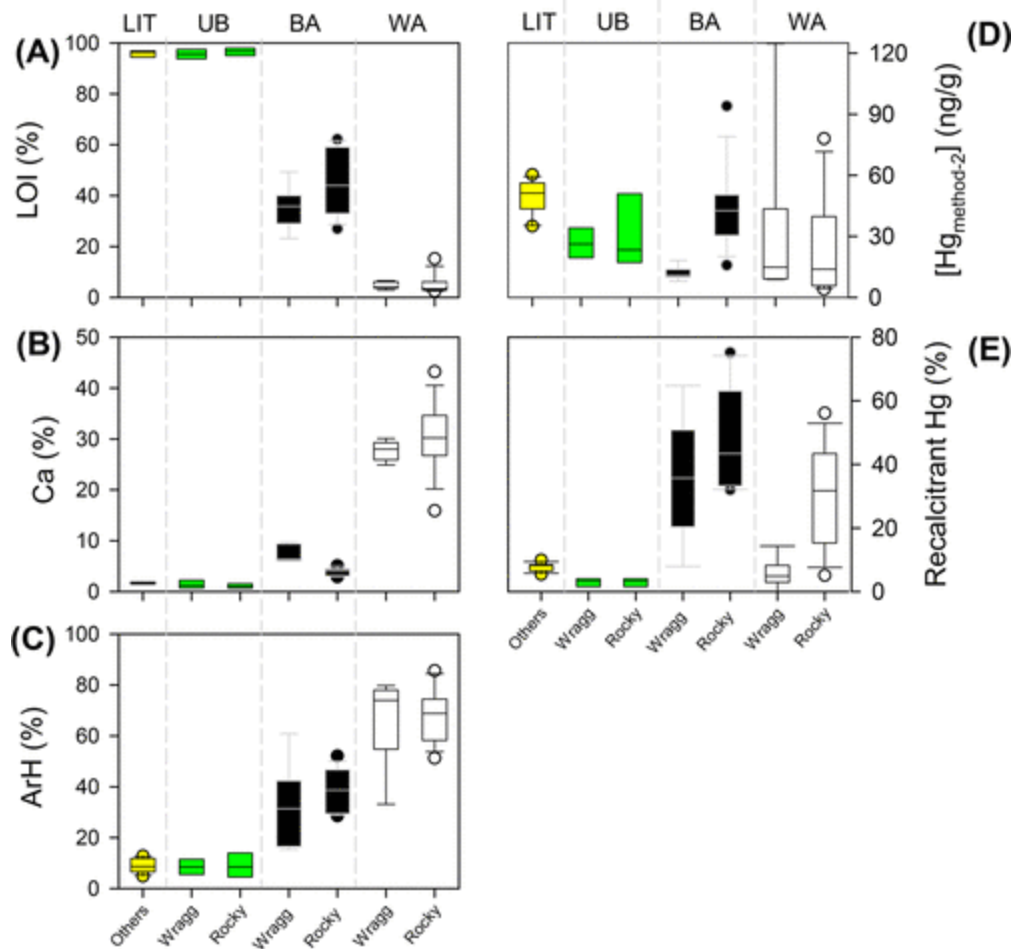 LIT UB BA WA
(A)
LOI (%)
100
80
60
40
20
0
(B)
Ca (%)
50
40
30
20
10
0
(C)
ArH (%)
100
80
60
40
20
0
Others Wragg Rocky Wragg Rocky Wragg Rocky
LIT UB BA WA
(D)
[Hgmethod-2] (ng/g)
120
90
60
30
0
(E)
Recalcitrant Hg (%)
80
60
40
20
0
Others Wragg Rocky Wragg Rocky Wragg Rocky